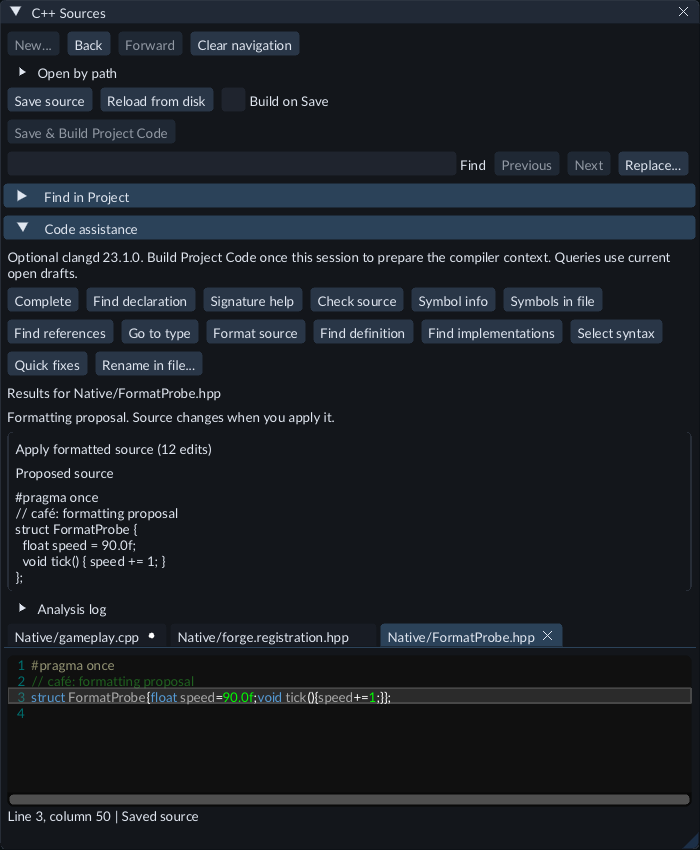 C++ Sources
New... Back Forward Clear navigation
Open by path
Save source Reload from disk Build on Save
Save & Build Project Code
Find Previous Next Replace...
Find in Project
Code assistance
Optional clangd 23.1.0. Build Project Code once this session to prepare the compiler context. Queries use current
open drafts.
Complete Find declaration Signature help Check source Symbol info Symbols in file
Find references Go to type Format source Find definition Find implementations Select syntax
Quick fixes Rename in file...
Results for Native/FormatProbe.hpp
Formatting proposal. Source changes when you apply it.
Apply formatted source (12 edits)
Proposed source
#pragma once
// café: formatting proposal
struct FormatProbe {
  float speed = 90.0f;
  void tick() { speed += 1; }
};
Analysis log
Native/gameplay.cpp Native/forge.registration.hpp Native/FormatProbe.hpp
1 #pragma once
2 // café: formatting proposal
3 struct FormatProbe{float speed=90.0f;void tick(){speed+=1;}};
4
Line 3, column 50 | Saved source